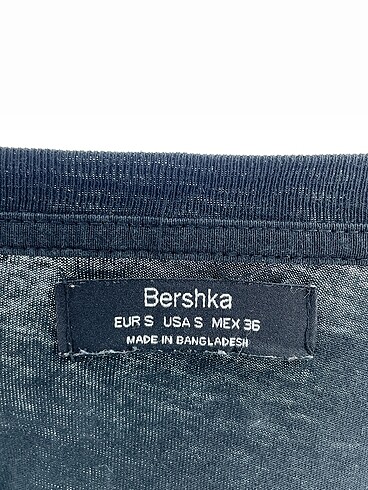 Bershka
EUR S USA S MEX 36
MADE IN BANGLADESH